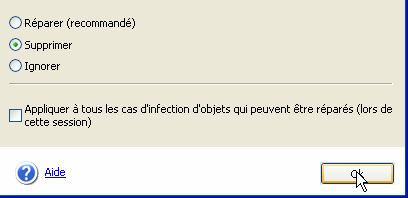 Réparer (recommandé)
Supprimer
Ignorer
Appliquer à tous les cas d'infection d'objets qui peuvent être réparés (lors de
cette session)
Aide